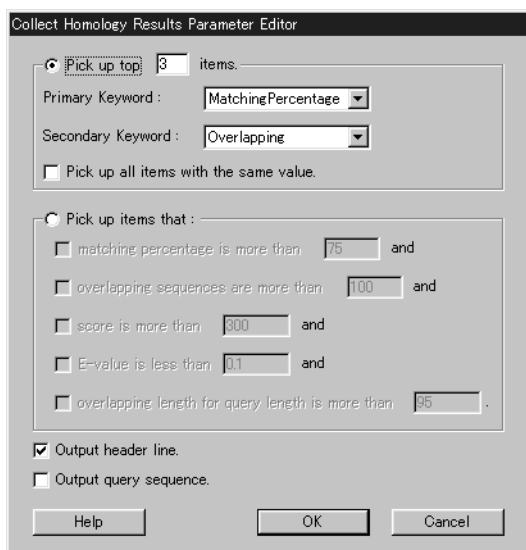 Collect Homology Results Parameter Editor
Pick up top 3 items.
Primary Keyword : MatchingPercentage
Secondary Keyword : Overlapping
Pick up all items with the same value.
Pick up items that :
matching percentage is more than 75 and
overlapping sequences are more than 100 and
score is more than 300 and
E-value is less than 0.1 and
overlapping length for query length is more than 95 .
Output header line.
Output query sequence.
Help OK Cancel